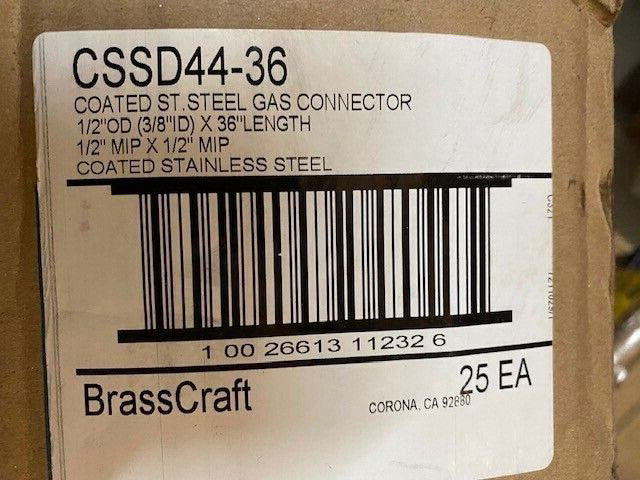 CSSD44-36
COATED ST.STEEL GAS CONNECTOR
1/2"OD (3/8"ID) X 36"LENGTH
1/2" MIP X 1/2" MIP
COATED STAINLESS STEEL
1 00 26613 11232 6
BrassCraft
25 EA
CORONA, CA 92880